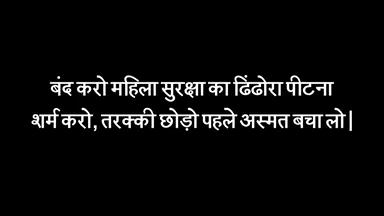 बंद करो महिला सुरक्षा का ढिंढोरा पीटना
शर्म करो, तरक्की छोड़ो पहले अस्मत बचा लो|